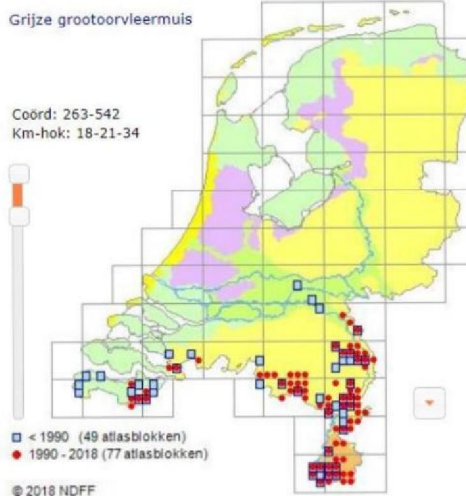 Grijze grootoorvleermuis
Coörd: 263-542
Km-hok: 18-21-34
< 1990 (49 atlasblokken)
1990 - 2018 (77 atlasblokken)
© 2018 NDFF